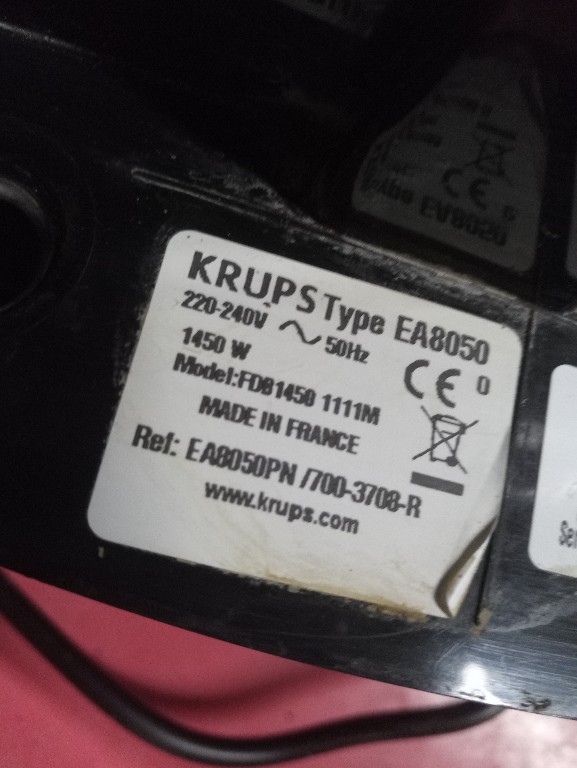 KRUPS Type EA8050
220-240V ~ 50Hz
1450 W
CE 0
Model:FDB1450 1111M
MADE IN FRANCE
Ref: EA8050PN /700-3708-R
www.krups.com
CE
EA8050